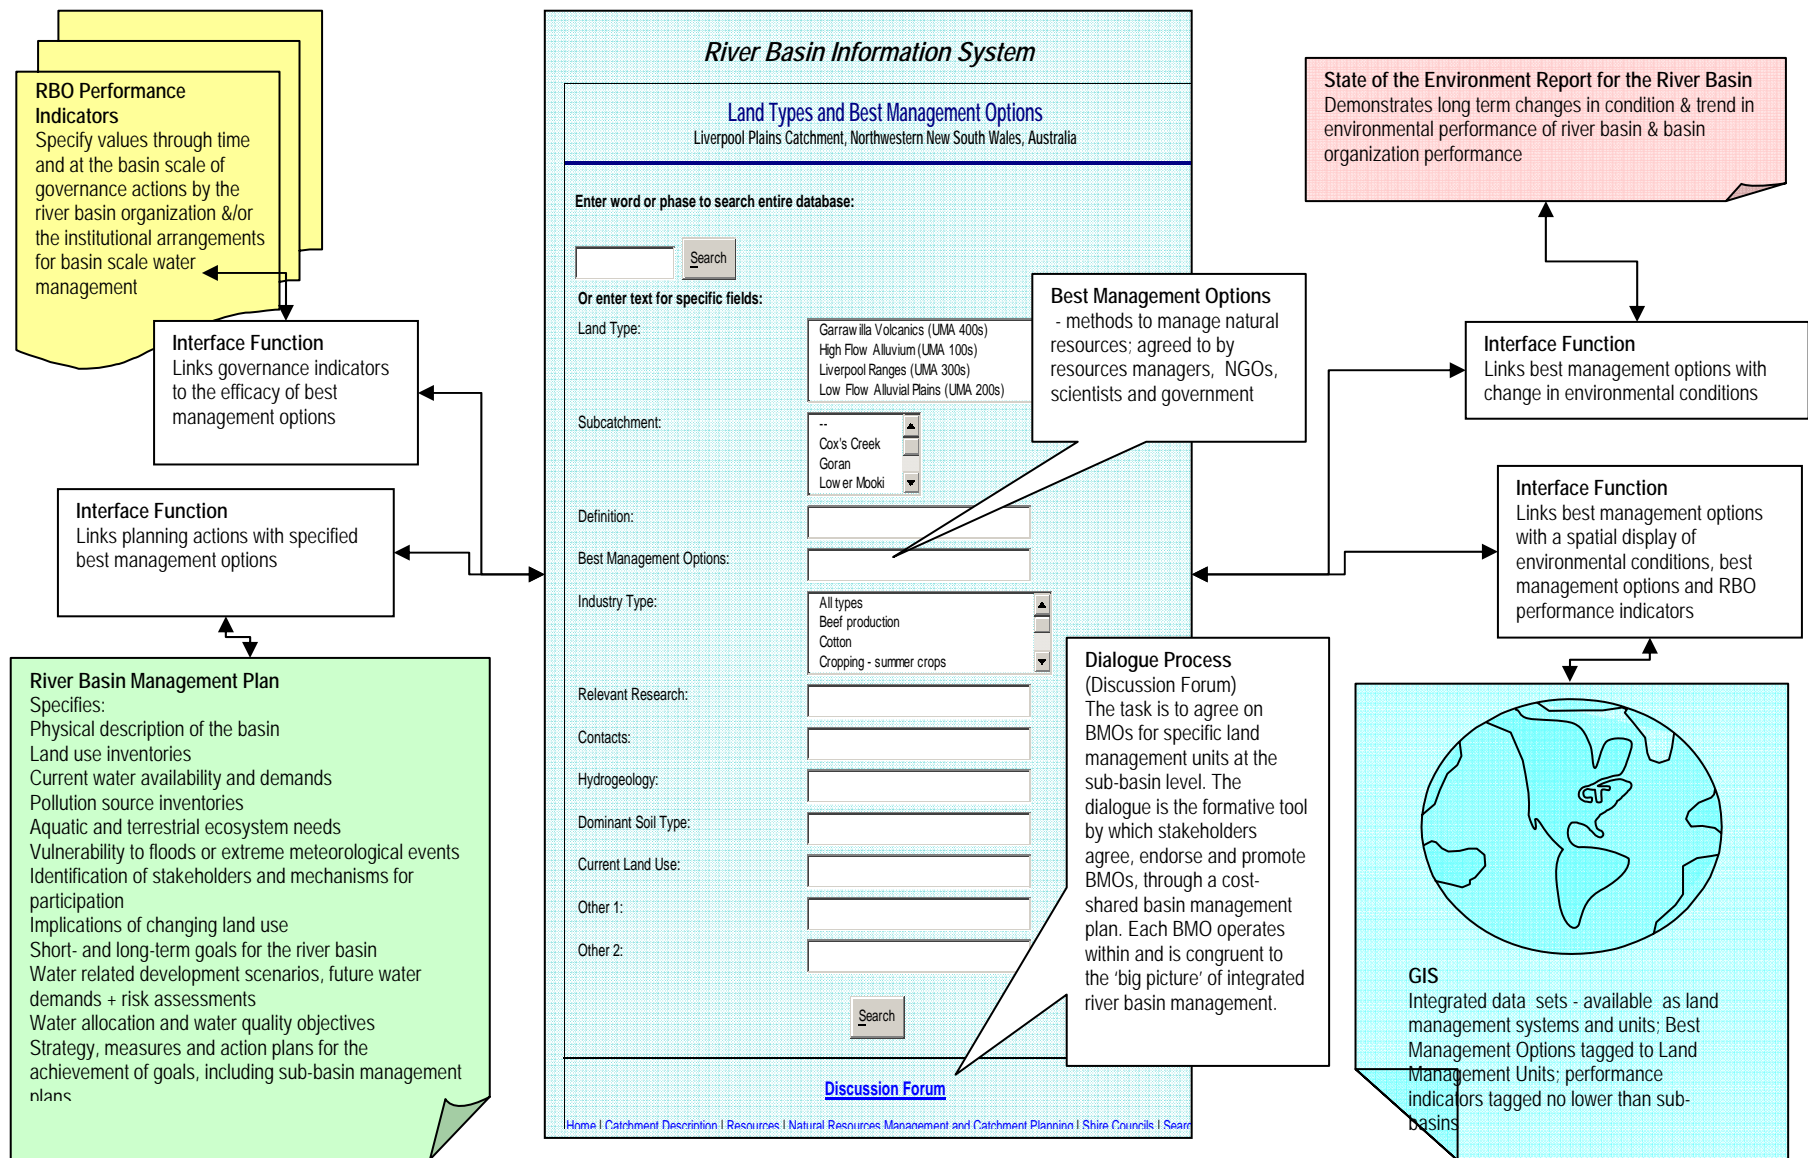 River Basin Information System
Land Types and Best Management Options
Liverpool Plains Catchment, Northwestern New South Wales, Australia
Enter word or phase to search entire database:
Search
Or enter text for specific fields:
Land Type:
Garrawilla Volcanics (UMA 400s)
High Flow Alluvium (UMA 100s)
Liverpool Ranges (UMA 300s)
Low Flow Alluvial Plains (UMA 200s)
Subcatchment:
--
Cox's Creek
Goran
Lower Mooki
Definition:
Best Management Options:
Industry Type:
All types
Beef production
Cotton
Cropping - summer crops
Relevant Research:
Contacts:
Hydrogeology:
Dominant Soil Type:
Current Land Use:
Other 1:
Other 2:
Search
Discussion Forum
Home | Catchment Description | Resources | Natural Resources Management and Catchment Planning | Shire Councils | Searc
RBO Performance
Indicators
Specify values through time
and at the basin scale of
governance actions by the
river basin organization &/or
the institutional arrangements
for basin scale water
management
Interface Function
Links governance indicators
to the efficacy of best
management options
Interface Function
Links planning actions with specified
best management options
River Basin Management Plan
Specifies:
Physical description of the basin
Land use inventories
Current water availability and demands
Pollution source inventories
Aquatic and terrestrial ecosystem needs
Vulnerability to floods or extreme meteorological events
Identification of stakeholders and mechanisms for
participation
Implications of changing land use
Short- and long-term goals for the river basin
Water related development scenarios, future water
demands + risk assessments
Water allocation and water quality objectives
Strategy, measures and action plans for the
achievement of goals, including sub-basin management
plans
Best Management Options
- methods to manage natural
resources; agreed to by
resources managers, NGOs,
scientists and government
Dialogue Process
(Discussion Forum)
The task is to agree on
BMOs for specific land
management units at the
sub-basin level. The
dialogue is the formative tool
by which stakeholders
agree, endorse and promote
BMOs, through a cost-
shared basin management
plan. Each BMO operates
within and is congruent to
the ‘big picture’ of integrated
river basin management.
State of the Environment Report for the River Basin
Demonstrates long term changes in condition & trend in
environmental performance of river basin & basin
organization performance
Interface Function
Links best management options with
change in environmental conditions
Interface Function
Links best management options
with a spatial display of
environmental conditions, best
management options and RBO
performance indicators
GIS
Integrated data sets - available as land
management systems and units; Best
Management Options tagged to Land
Management Units; performance
indicators tagged no lower than sub-
basins